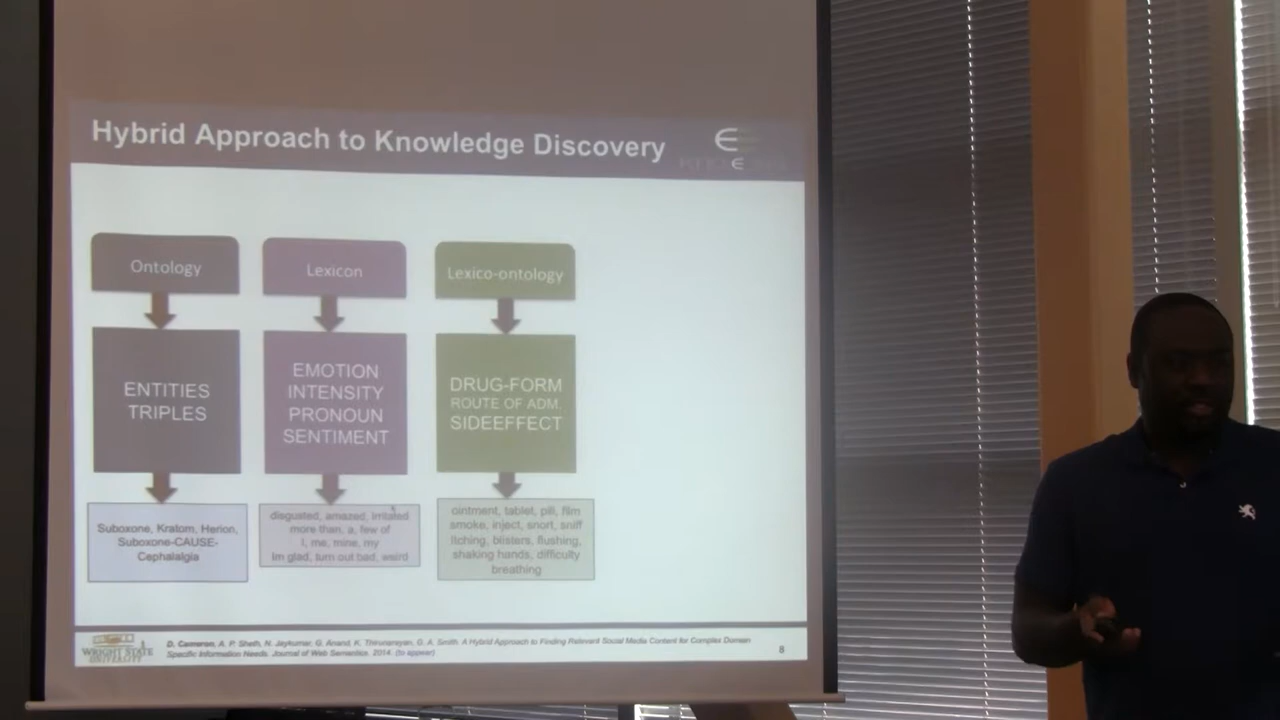 Hybrid Approach to Knowledge Discovery
Ontology
Lexicon
Lexico-ontology
ENTITIES
TRIPLES
EMOTION
INTENSITY
PRONOUN
SENTIMENT
DRUG-FORM
ROUTE OF ADM.
SIDEEFFECT
Suboxone, Kratom, Herion,
Suboxone-CAUSE-
Cephalalgia
disgusted, amazed, irritated
more than, a, few of
I, me, mine, my
Im glad, turn out bad, weird
ointment, tablet, pill, film
smoke, inject, snort, sniff
Itching, blisters, flushing,
shaking hands, difficulty
breathing
WRIGHT STATE
UNIVERSITY
D. Cameron, A. P. Sheth, N. Jaykumar, G. Anand, K. Thirunarayan, G. A. Smith. A Hybrid Approach to Finding Relevant Social Media Content for Complex Domain
Specific Information Needs. Journal of Web Semantics. 2014. (to appear)
8